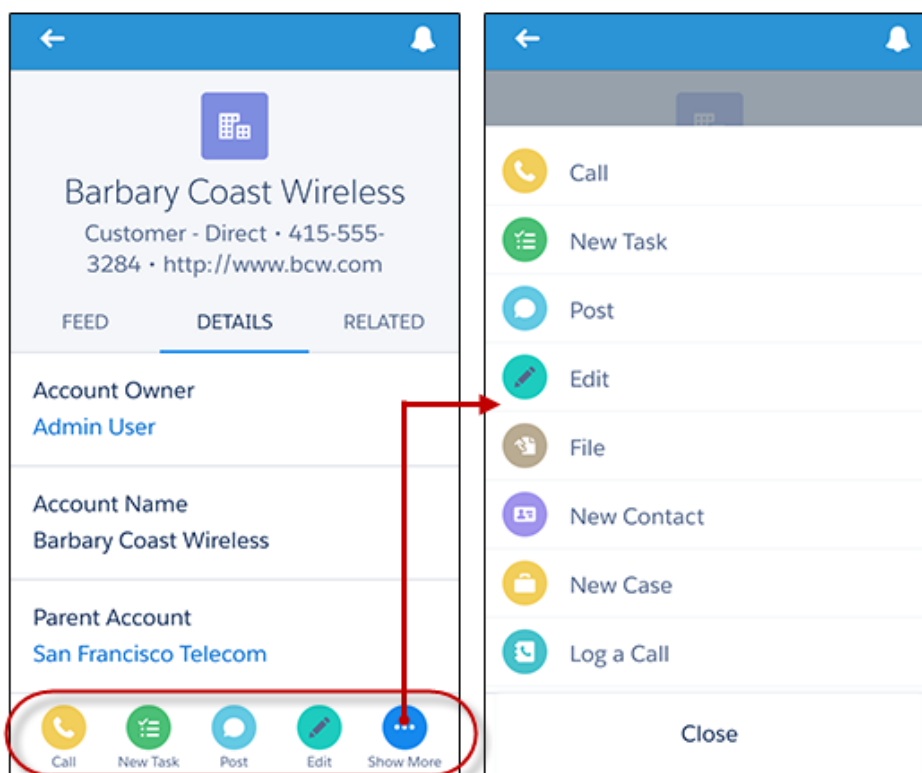 Barbary Coast Wireless
Customer - Direct • 415-555-
3284 • http://www.bcw.com
FEED DETAILS RELATED
Account Owner
Admin User
Account Name
Barbary Coast Wireless
Parent Account
San Francisco Telecom
Call New Task Post Edit Show More
Call
New Task
Post
Edit
File
New Contact
New Case
Log a Call
Close